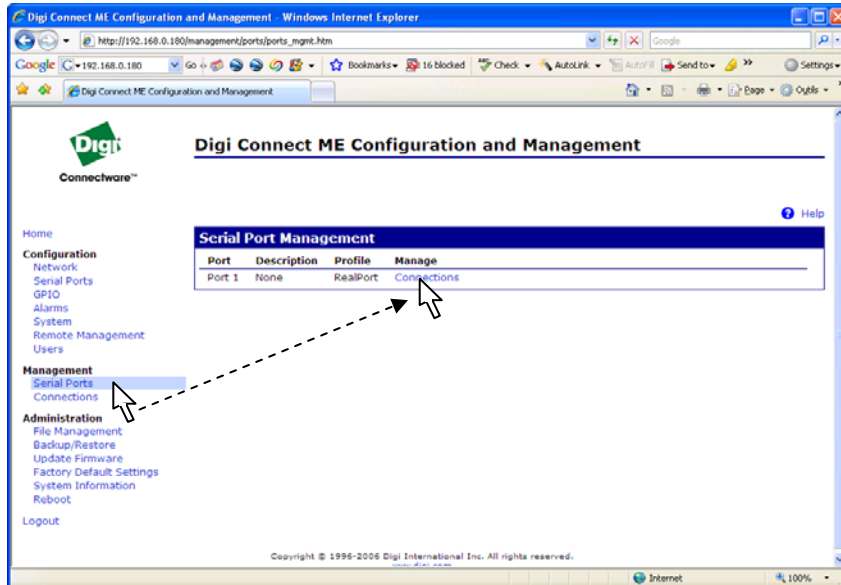 Digi Connect ME Configuration and Management - Windows Internet Explorer
http://192.168.0.180/management/ports/ports_mgmt.htm
Google
Google
192.168.0.180
Go
Bookmarks
16 blocked
Check
AutoLink
AutoFill
Send to
Settings
Digi Connect ME Configuration and Management
Page
Outils
Digi
Connectware™
Digi Connect ME Configuration and Management
Help
Home
Configuration
Network
Serial Ports
GPIO
Alarms
System
Remote Management
Users
Management
Serial Ports
Connections
Administration
File Management
Backup/Restore
Update Firmware
Factory Default Settings
System Information
Reboot
Logout
Serial Port Management
Port Description Profile Manage
Port 1 None RealPort Connections
Copyright © 1996-2006 Digi International Inc. All rights reserved.
www.digi.com
Internet
100%